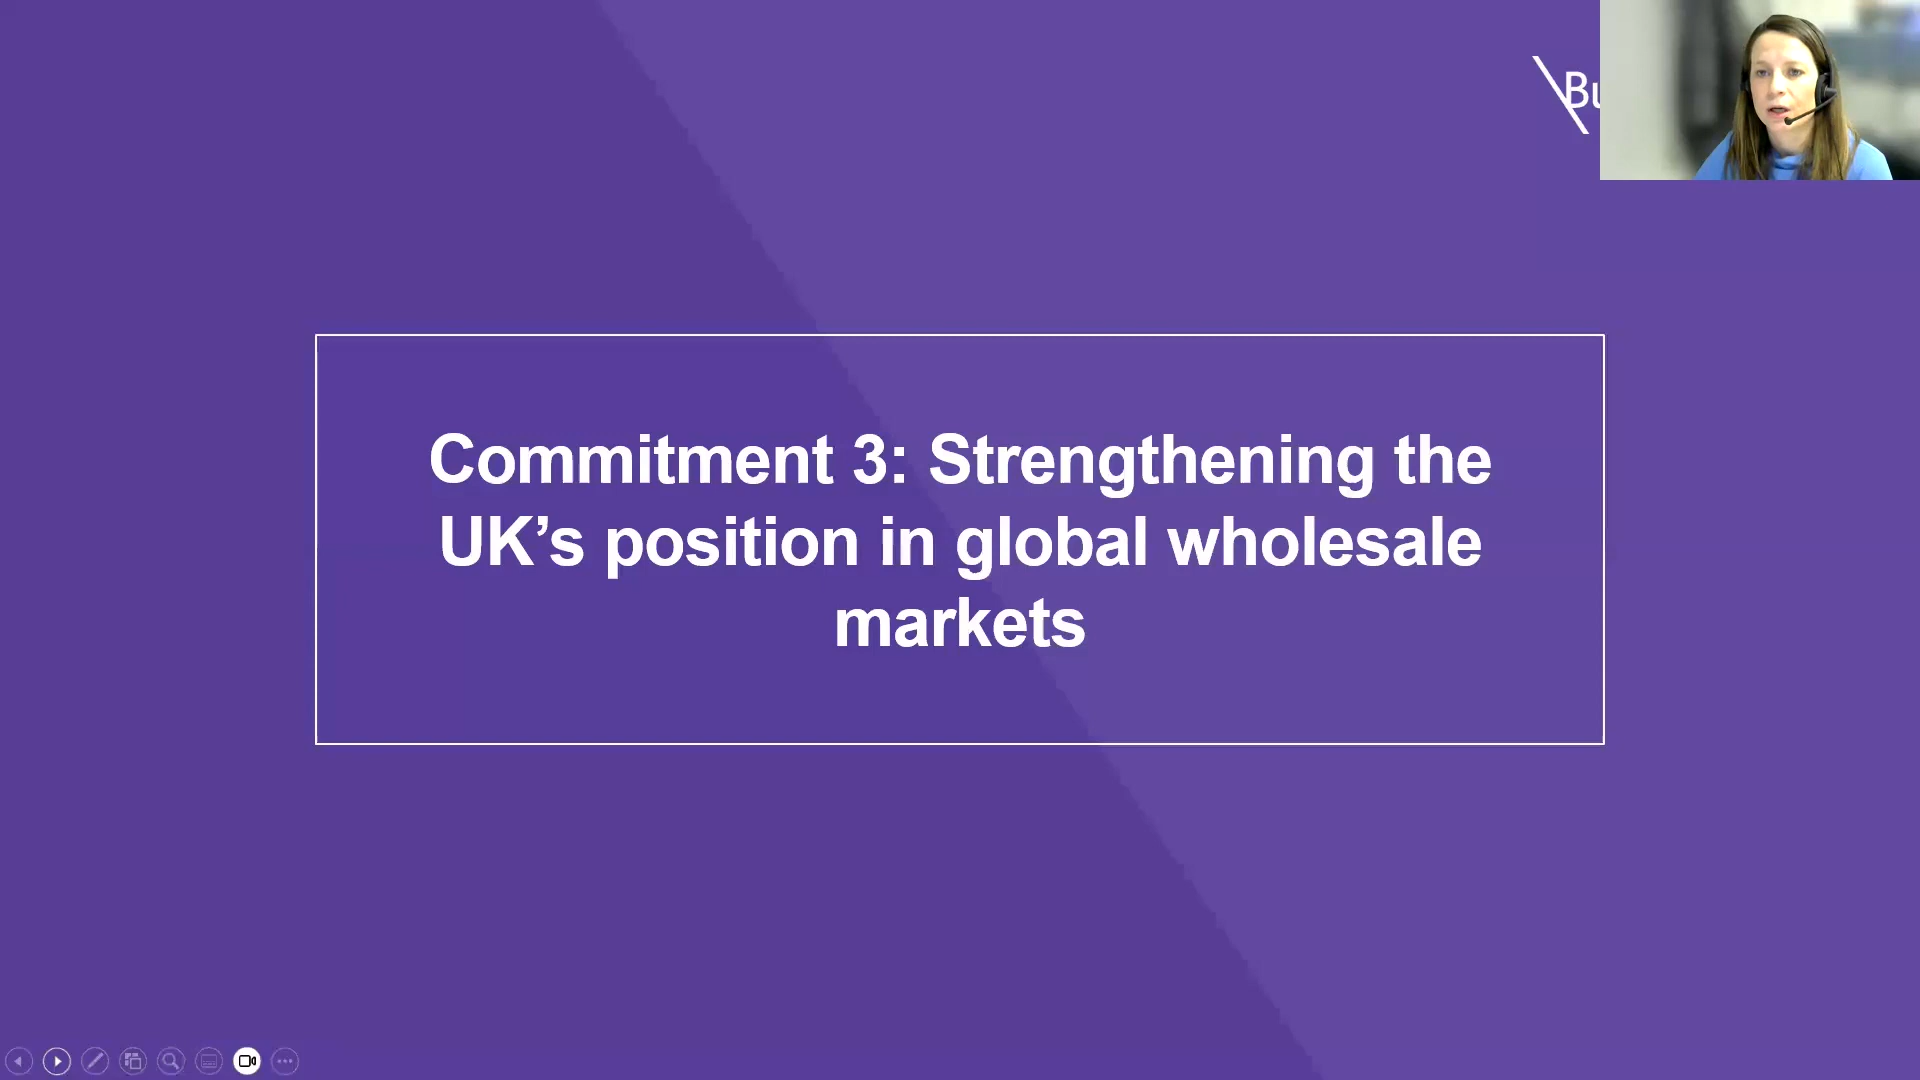 Commitment 3: Strengthening the
UK’s position in global wholesale
markets